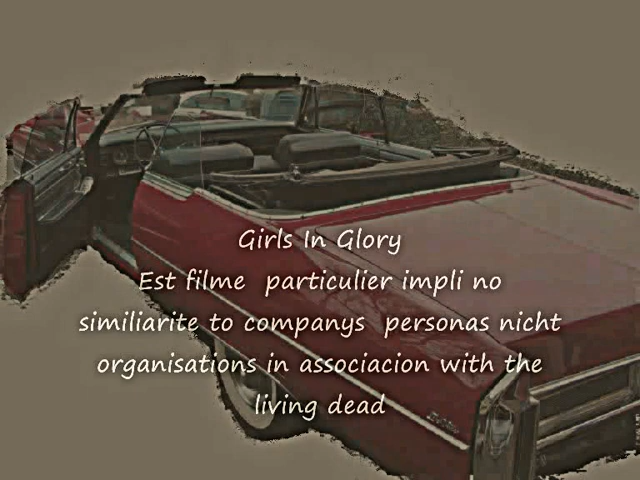 Girls In Glory
Est filme particulier impli no
similiarite to companys personas nicht
organisations in associacion with the
living dead